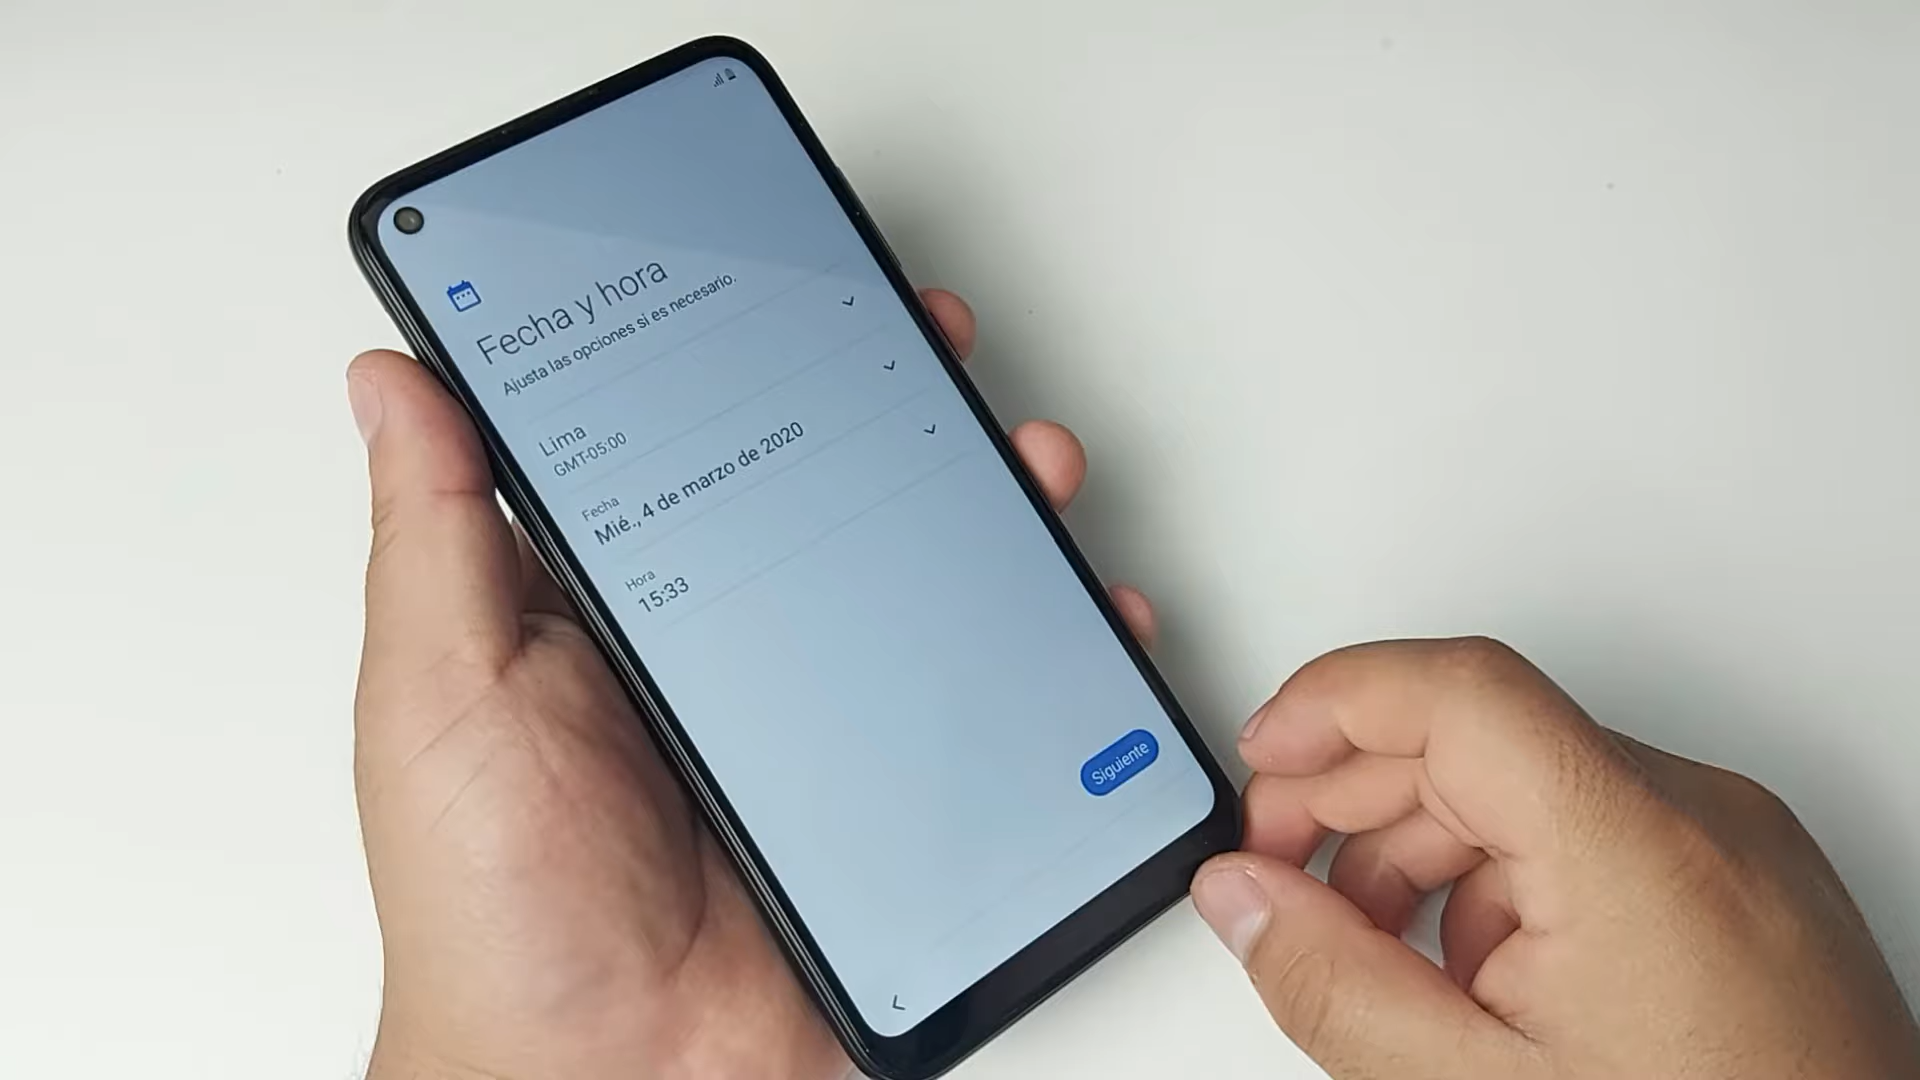 Fecha y hora
Ajusta las opciones si es necesario.
Lima
GMT-05:00
Fecha
Mié., 4 de marzo de 2020
Hora
15:33
Siguiente